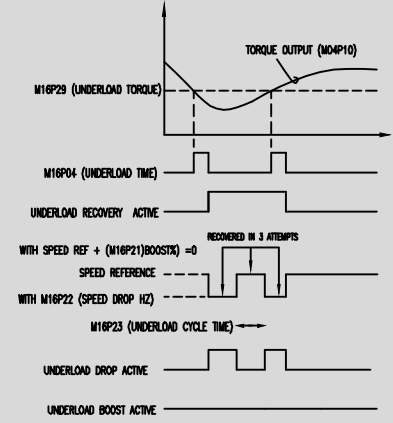 TORQUE OUTPUT (M04P10)
M16P29 (UNDERLOAD TORQUE)
M16P04 (UNDERLOAD TIME)
UNDERLOAD RECOVERY ACTIVE
RECOVERED IN 3 ATTEMPTS
WITH SPEED REF + (M16P21)BOOST%) =0
SPEED REFERENCE
WITH M16P22 (SPEED DROP HZ)
M16P23 (UNDERLOAD CYCLE TIME)
UNDERLOAD DROP ACTIVE
UNDERLOAD BOOST ACTIVE